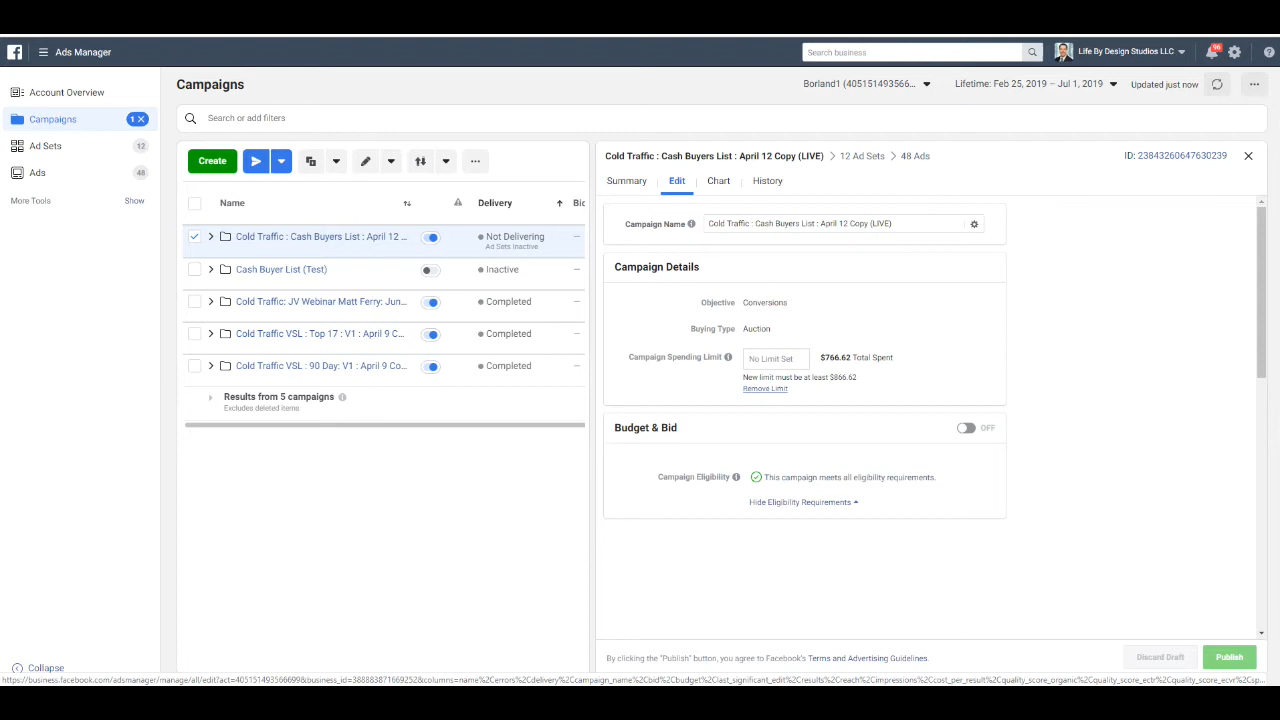 Ads Manager
Search business
Life By Design Studios LLC
96
Account Overview
Campaigns
1 X
Ad Sets
12
Ads
48
More Tools
Show
Collapse
Campaigns
Borland1 (405151493566...
Lifetime: Feb 25, 2019 – Jul 1, 2019
Updated just now
Search or add filters
Create
Name
Delivery
Bid
Cold Traffic : Cash Buyers List : April 12 ...
Not Delivering
Ad Sets Inactive
Cash Buyer List (Test)
Inactive
Cold Traffic: JV Webinar Matt Ferry: Jun...
Completed
Cold Traffic VSL : Top 17 : V1 : April 9 C...
Completed
Cold Traffic VSL : 90 Day: V1 : April 9 Co...
Completed
Results from 5 campaigns
Excludes deleted items
Cold Traffic : Cash Buyers List : April 12 Copy (LIVE)
12 Ad Sets
48 Ads
ID: 23843260647630239
Summary
Edit
Chart
History
Campaign Name
Cold Traffic : Cash Buyers List : April 12 Copy (LIVE)
Campaign Details
Objective
Conversions
Buying Type
Auction
Campaign Spending Limit
No Limit Set
$766.62 Total Spent
New limit must be at least $866.62
Remove Limit
Budget & Bid
OFF
Campaign Eligibility
This campaign meets all eligibility requirements.
Hide Eligibility Requirements
By clicking the "Publish" button, you agree to Facebook's Terms and Advertising Guidelines.
Discard Draft
Publish